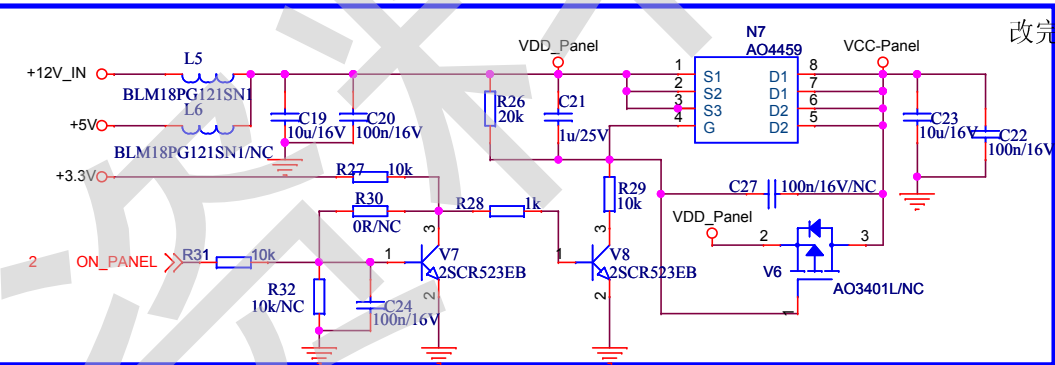 改完
N7
AO4459
VDD_Panel
VCC-Panel
L5
+12V_IN
BLM18PG121SN1
L6
+5V
BLM18PG121SN1/NC
C19
10u/16V
C20
100n/16V
R26
20k
C21
1u/25V
1 S1 D1 8
2 S2 D1 7
3 S3 D2 6
4 G D2 5
C23
10u/16V
C22
100n/16V
+3.3V
R27 10k
R30
0R/NC
R28 1k
R29
10k
C27 100n/16V/NC
VDD_Panel
2 3
V6
AO3401L/NC
1
2 ON_PANEL R31 10k
1 3 V7
2SCR523EB
2
1 3 V8
2SCR523EB
2
R32
10k/NC
C24
100n/16V